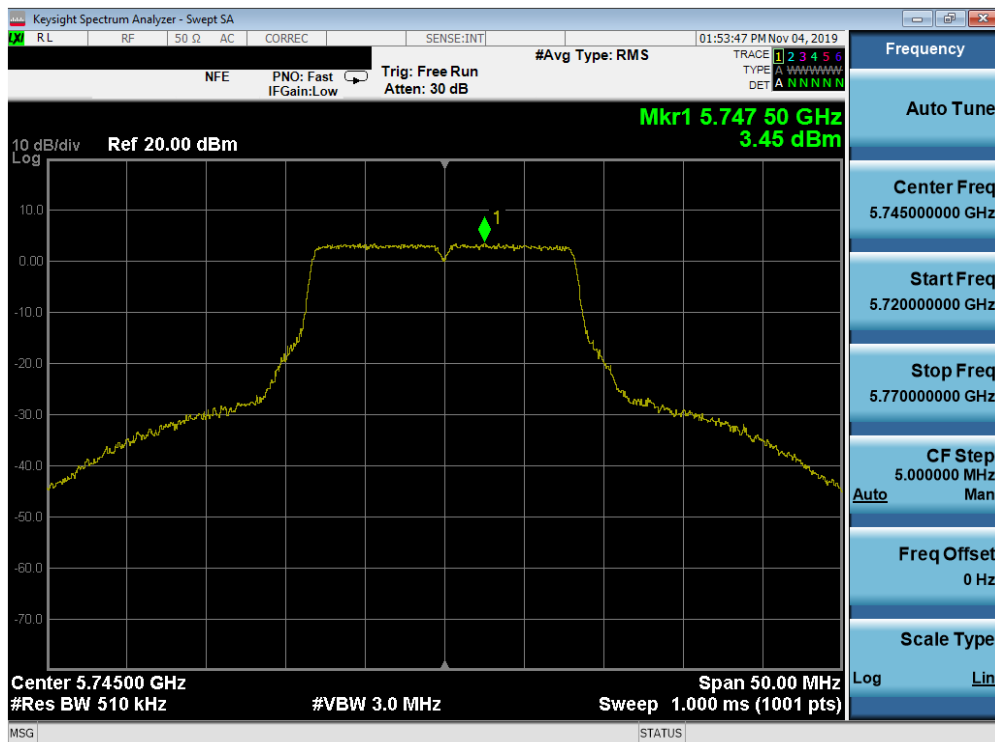 Keysight Spectrum Analyzer - Swept SA
LXI RL RF 50 Ω AC CORREC SENSE:INT 01:53:47 PM Nov 04, 2019
#Avg Type: RMS TRACE 1 2 3 4 5 6
NFE PNO: Fast Trig: Free Run TYPE A WWWWW
IFGain:Low Atten: 30 dB DET A N N N N N
Mkr1 5.747 50 GHz
3.45 dBm
10 dB/div Ref 20.00 dBm
Log
10.0
1
0.00
-10.0
-20.0
-30.0
-40.0
-50.0
-60.0
-70.0
Center 5.74500 GHz Span 50.00 MHz
#Res BW 510 kHz #VBW 3.0 MHz Sweep 1.000 ms (1001 pts)
MSG STATUS
Frequency
Auto Tune
Center Freq
5.745000000 GHz
Start Freq
5.720000000 GHz
Stop Freq
5.770000000 GHz
CF Step
5.000000 MHz
Auto Man
Freq Offset
0 Hz
Scale Type
Log Lin